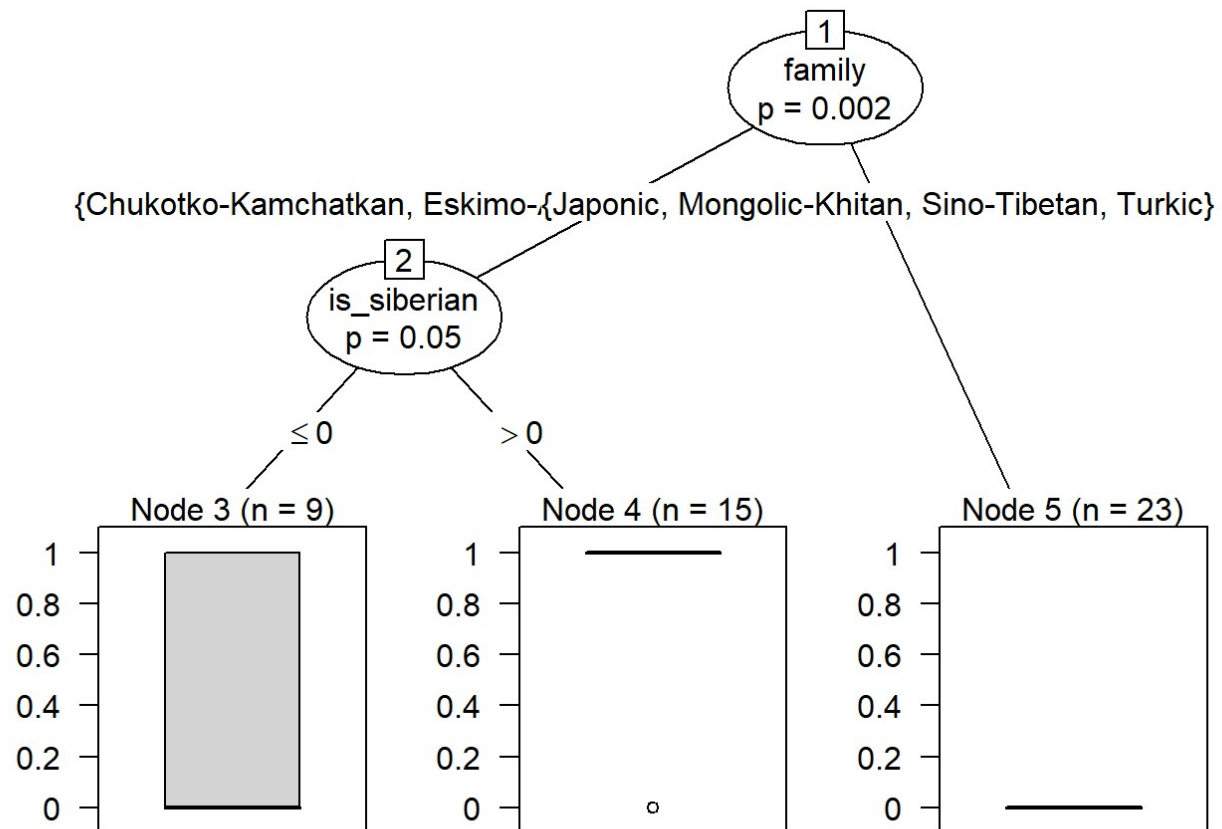 1
family
p = 0.002
{Chukotko-Kamchatkan, Eskimo-
{Japonic, Mongolic-Khitan, Sino-Tibetan, Turkic}
2
is_siberian
p = 0.05
≤ 0
> 0
Node 3 (n = 9)
1
0.8
0.6
0.4
0.2
0
Node 4 (n = 15)
1
0.8
0.6
0.4
0.2
0
Node 5 (n = 23)
1
0.8
0.6
0.4
0.2
0